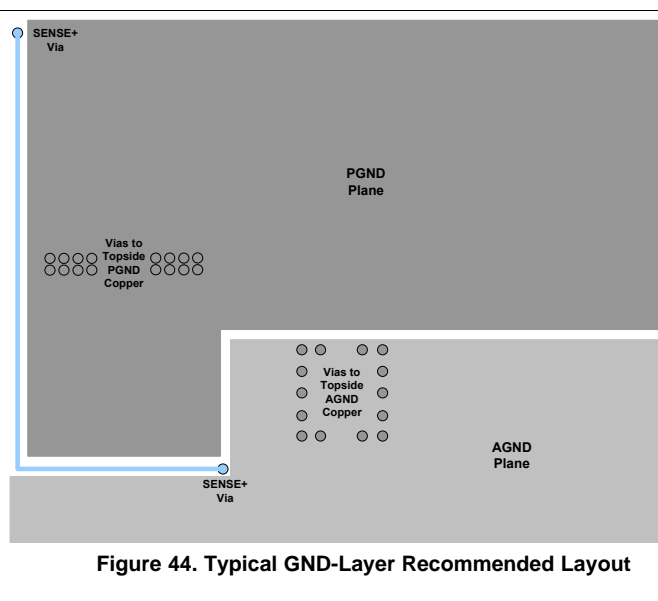 SENSE+
Via
PGND
Plane
Vias to
Topside
PGND
Copper
Vias to
Topside
AGND
Copper
AGND
Plane
SENSE+
Via
Figure 44. Typical GND-Layer Recommended Layout